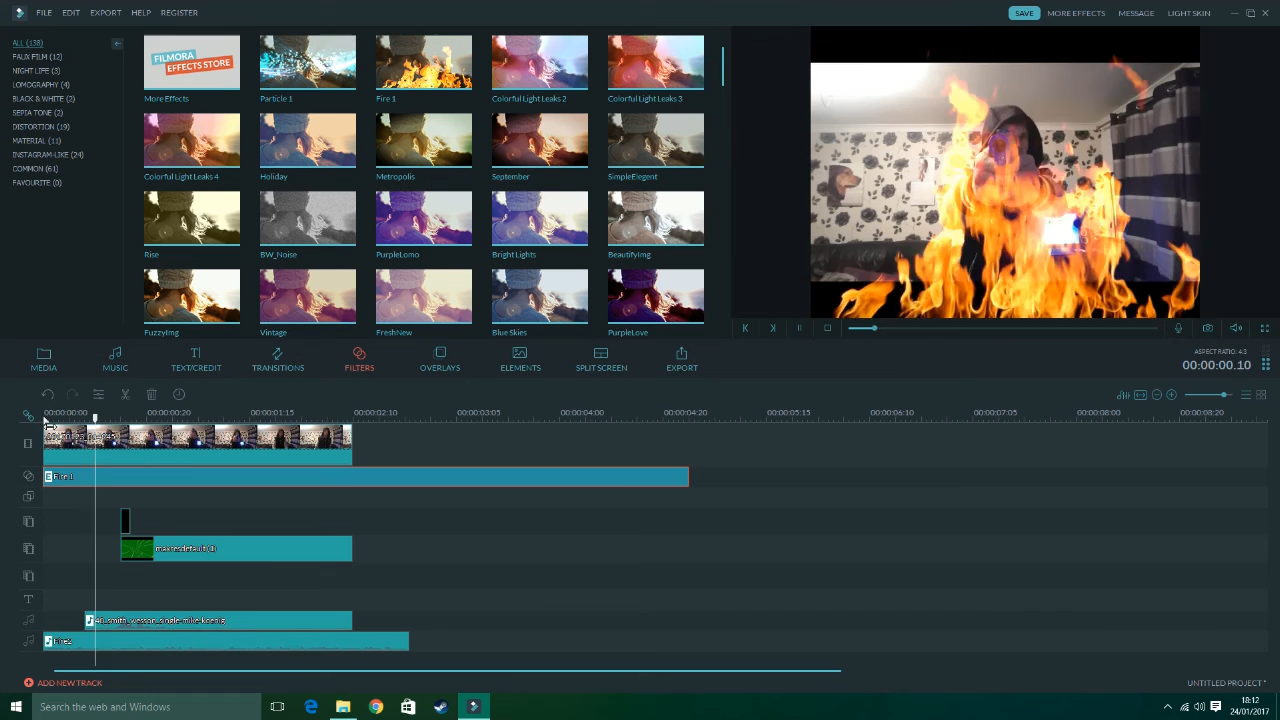 FILE EDIT EXPORT HELP REGISTER
SAVE MORE EFFECTS MESSAGE LIGHT SKIN
ALL (138)
FAUX FILM (12)
NIGHT LIFE (3)
LOMOGRAPHY (4)
BLACK & WHITE (2)
SEPIA TONE (2)
DISTORTION (19)
MATERIAL (11)
INSTAGRAM-LIKE (24)
COMMON (61)
FAVOURITE (0)
FILMORA
EFFECTS STORE
More Effects Particle 1 Fire 1 Colorful Light Leaks 2 Colorful Light Leaks 3
Colorful Light Leaks 4 Holiday Metropolis September SimpleElegent
Rise BW_Noise PurpleLomo Bright Lights BeautifyImg
FuzzyImg Vintage FreshNew Blue Skies PurpleLove
MEDIA MUSIC TEXT/CREDIT TRANSITIONS FILTERS OVERLAYS ELEMENTS SPLIT SCREEN EXPORT
ASPECT RATIO: 4:3
00:00:00.10
00:00:00:00 00:00:00:20 00:00:01:15 00:00:02:10 00:00:03:05 00:00:04:00 00:00:04:20 00:00:05:15 00:00:06:10 00:00:07:05 00:00:08:00 00:00:08:20
Fire 1
maxresdefault (1)
40_smith_wesson_single-mike-koenig
Fire2
ADD NEW TRACK
UNTITLED PROJECT *
Search the web and Windows
18:12
24/01/2017